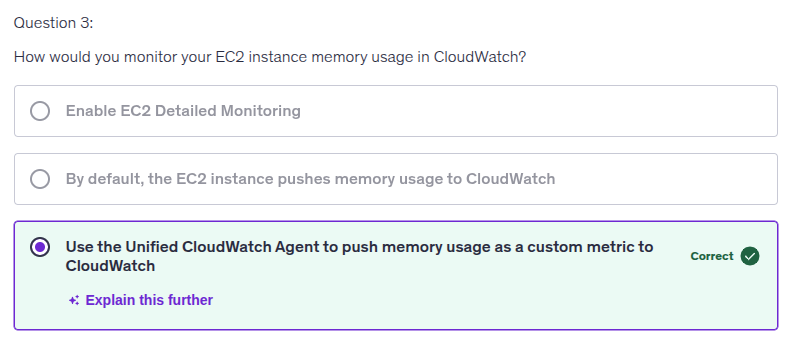 Question 3:
How would you monitor your EC2 instance memory usage in CloudWatch?
Enable EC2 Detailed Monitoring
By default, the EC2 instance pushes memory usage to CloudWatch
Use the Unified CloudWatch Agent to push memory usage as a custom metric to
CloudWatch
Correct
Explain this further